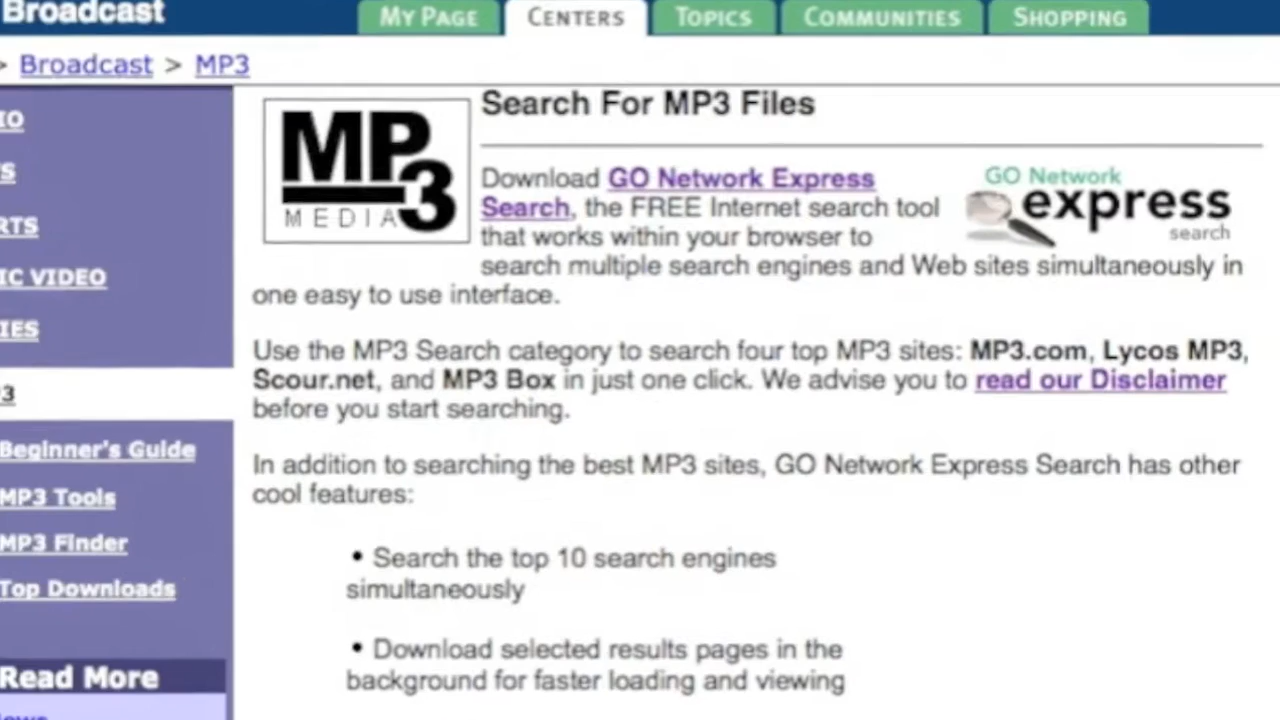 Broadcast
MY PAGE CENTERS TOPICS COMMUNITIES SHOPPING
> Broadcast > MP3
IO
S
RTS
IC VIDEO
IES
3
Beginner's Guide
MP3 Tools
MP3 Finder
Top Downloads
Read More
MP3
MEDIA
Search For MP3 Files
Download GO Network Express
Search, the FREE Internet search tool
that works within your browser to
search multiple search engines and Web sites simultaneously in
one easy to use interface.
GO Network
express
search
Use the MP3 Search category to search four top MP3 sites: MP3.com, Lycos MP3,
Scour.net, and MP3 Box in just one click. We advise you to read our Disclaimer
before you start searching.
In addition to searching the best MP3 sites, GO Network Express Search has other
cool features:
• Search the top 10 search engines
simultaneously
• Download selected results pages in the
background for faster loading and viewing